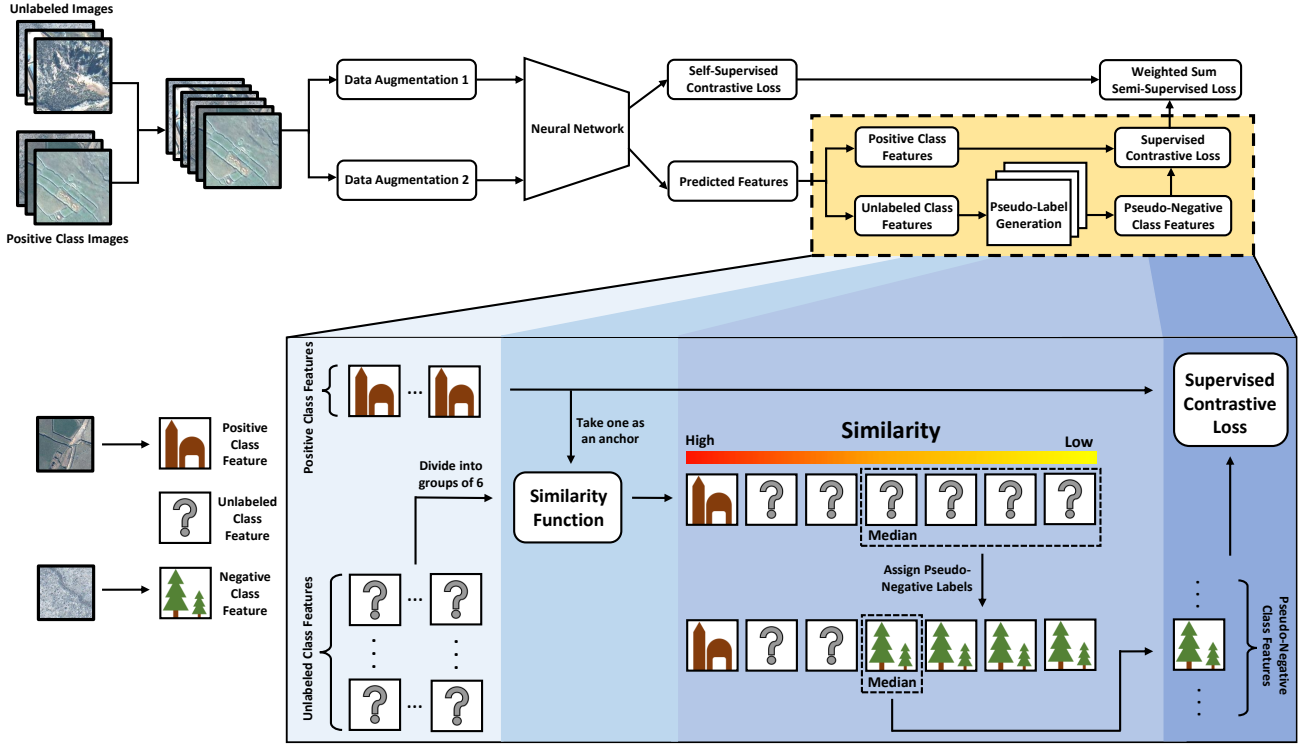 Unlabeled Images
Positive Class Images
Data Augmentation 1
Data Augmentation 2
Neural Network
Self-Supervised
Contrastive Loss
Predicted Features
Weighted Sum
Semi-Supervised Loss
Positive Class
Features
Supervised
Contrastive Loss
Unlabeled Class
Features
Pseudo-Label
Generation
Pseudo-Negative
Class Features
Positive
Class
Feature
?
Unlabeled
Class
Feature
Negative
Class
Feature
Positive Class Features
...
Unlabeled Class Features
? ... ?
? ... ?
Divide into
groups of 6
Take one as
an anchor
Similarity
Function
Similarity
High
Low
? ? ? ? ? ?
Median
Assign Pseudo-
Negative Labels
? ?
Median
Supervised
Contrastive
Loss
Pseudo-Negative
Class Features